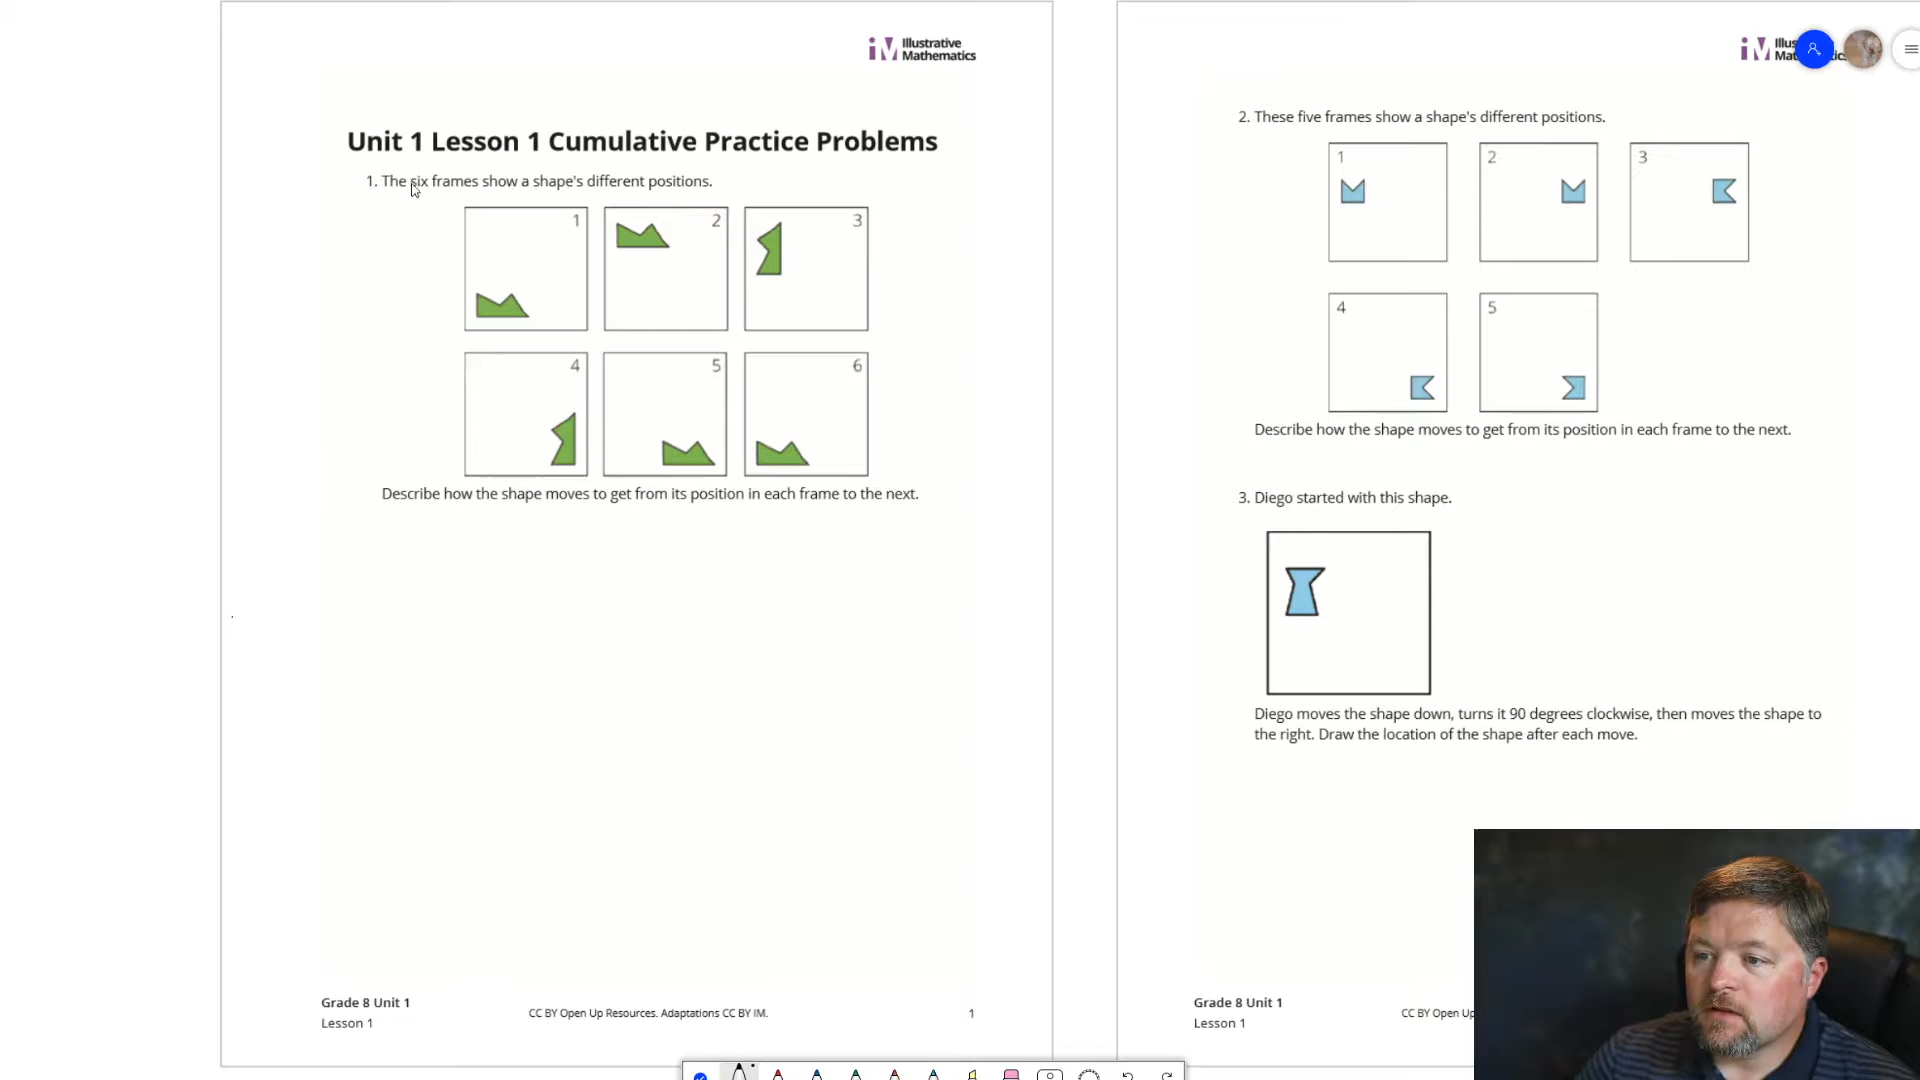 Illustrative
Mathematics
Unit 1 Lesson 1 Cumulative Practice Problems
1. The six frames show a shape's different positions.
1 2 3
4 5 6
Describe how the shape moves to get from its position in each frame to the next.
Grade 8 Unit 1
Lesson 1
CC BY Open Up Resources. Adaptations CC BY IM.
1
2. These five frames show a shape's different positions.
1 2 3
4 5
Describe how the shape moves to get from its position in each frame to the next.
3. Diego started with this shape.
Diego moves the shape down, turns it 90 degrees clockwise, then moves the shape to
the right. Draw the location of the shape after each move.
Grade 8 Unit 1
Lesson 1
CC BY Open Up